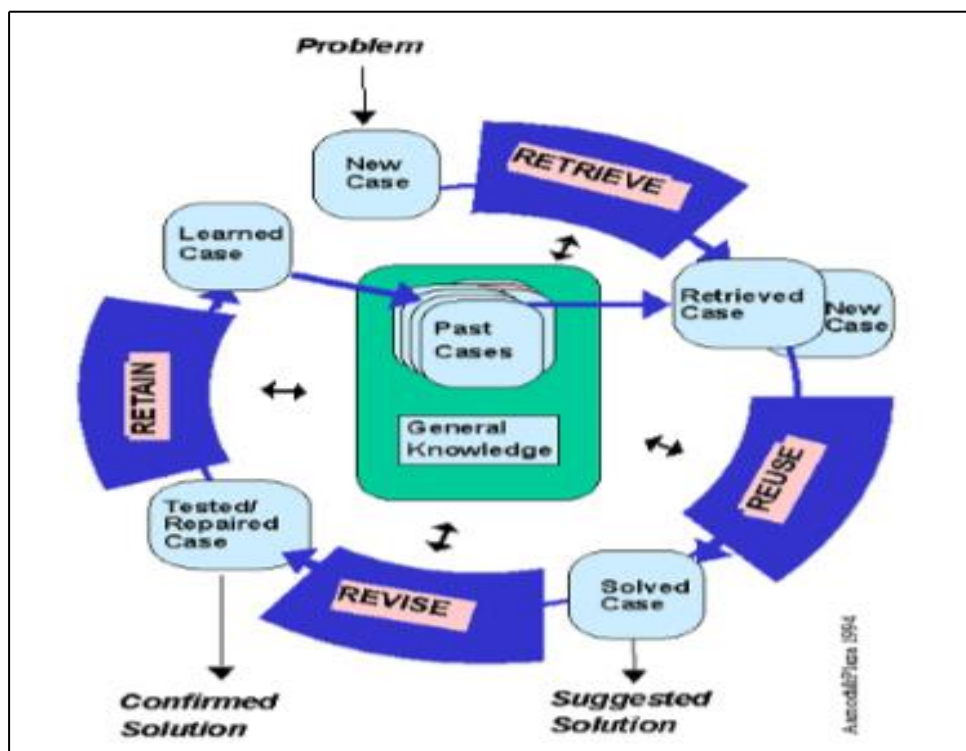 Problem
New
Case
RETRIEVE
Learned
Case
Retrieved
Case
New
Case
Past
Cases
General
Knowledge
RETAIN
REUSE
Tested/
Repaired
Case
REVISE
Solved
Case
Confirmed
Solution
Suggested
Solution
1994